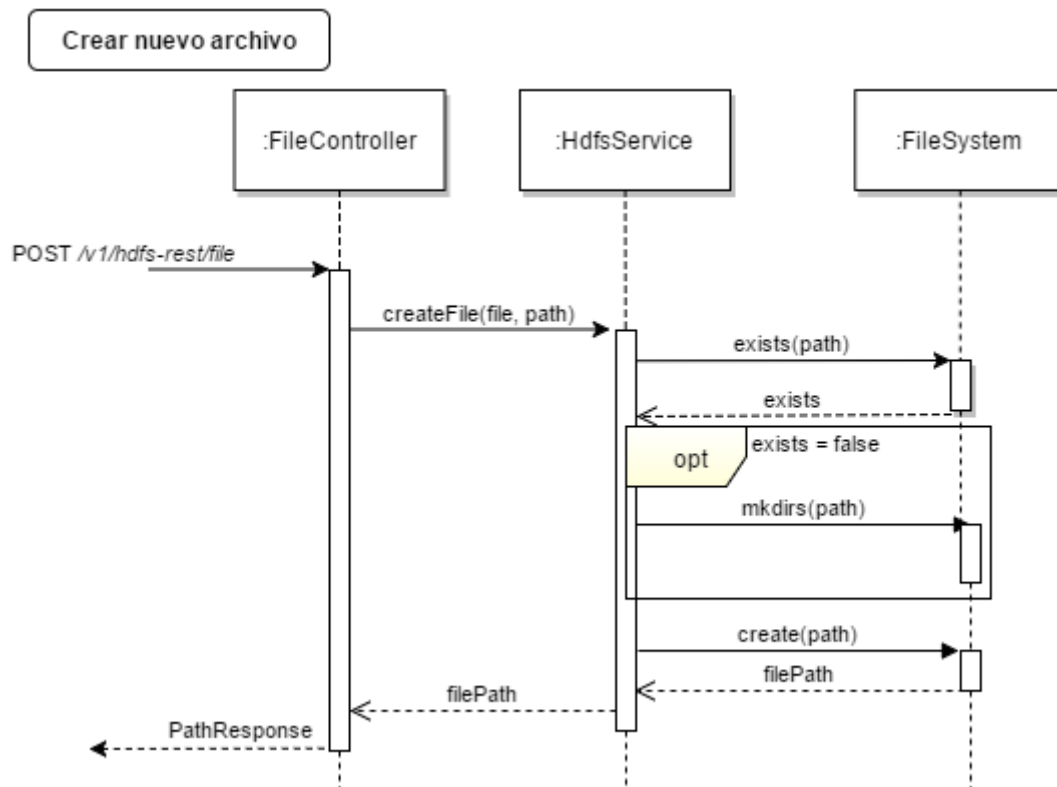 Crear nuevo archivo
:FileController
:HdfsService
:FileSystem
POST /v1/hdfs-rest/file
createFile(file, path)
exists(path)
exists
opt
exists = false
mkdirs(path)
create(path)
filePath
filePath
PathResponse